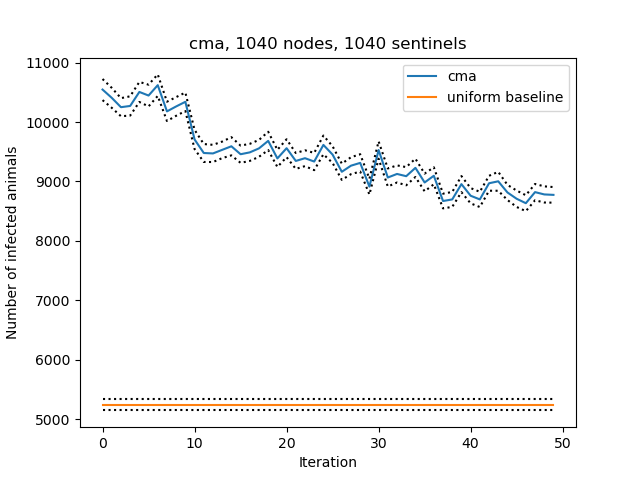 cma, 1040 nodes, 1040 sentinels
cma
uniform baseline
Number of infected animals
11000
10000
9000
8000
7000
6000
5000
0 10 20 30 40 50
Iteration